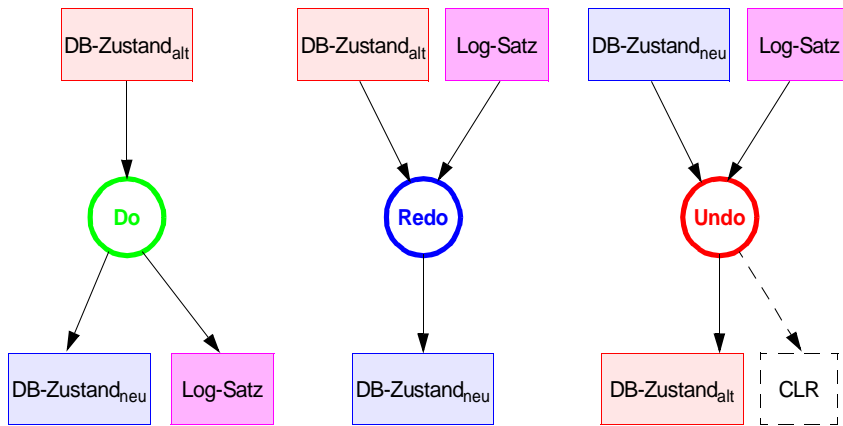 DB-Zustandalt
DB-Zustandalt
Log-Satz
DB-Zustandneu
Log-Satz
Do
Redo
Undo
DB-Zustandneu
Log-Satz
DB-Zustandneu
DB-Zustandalt
CLR